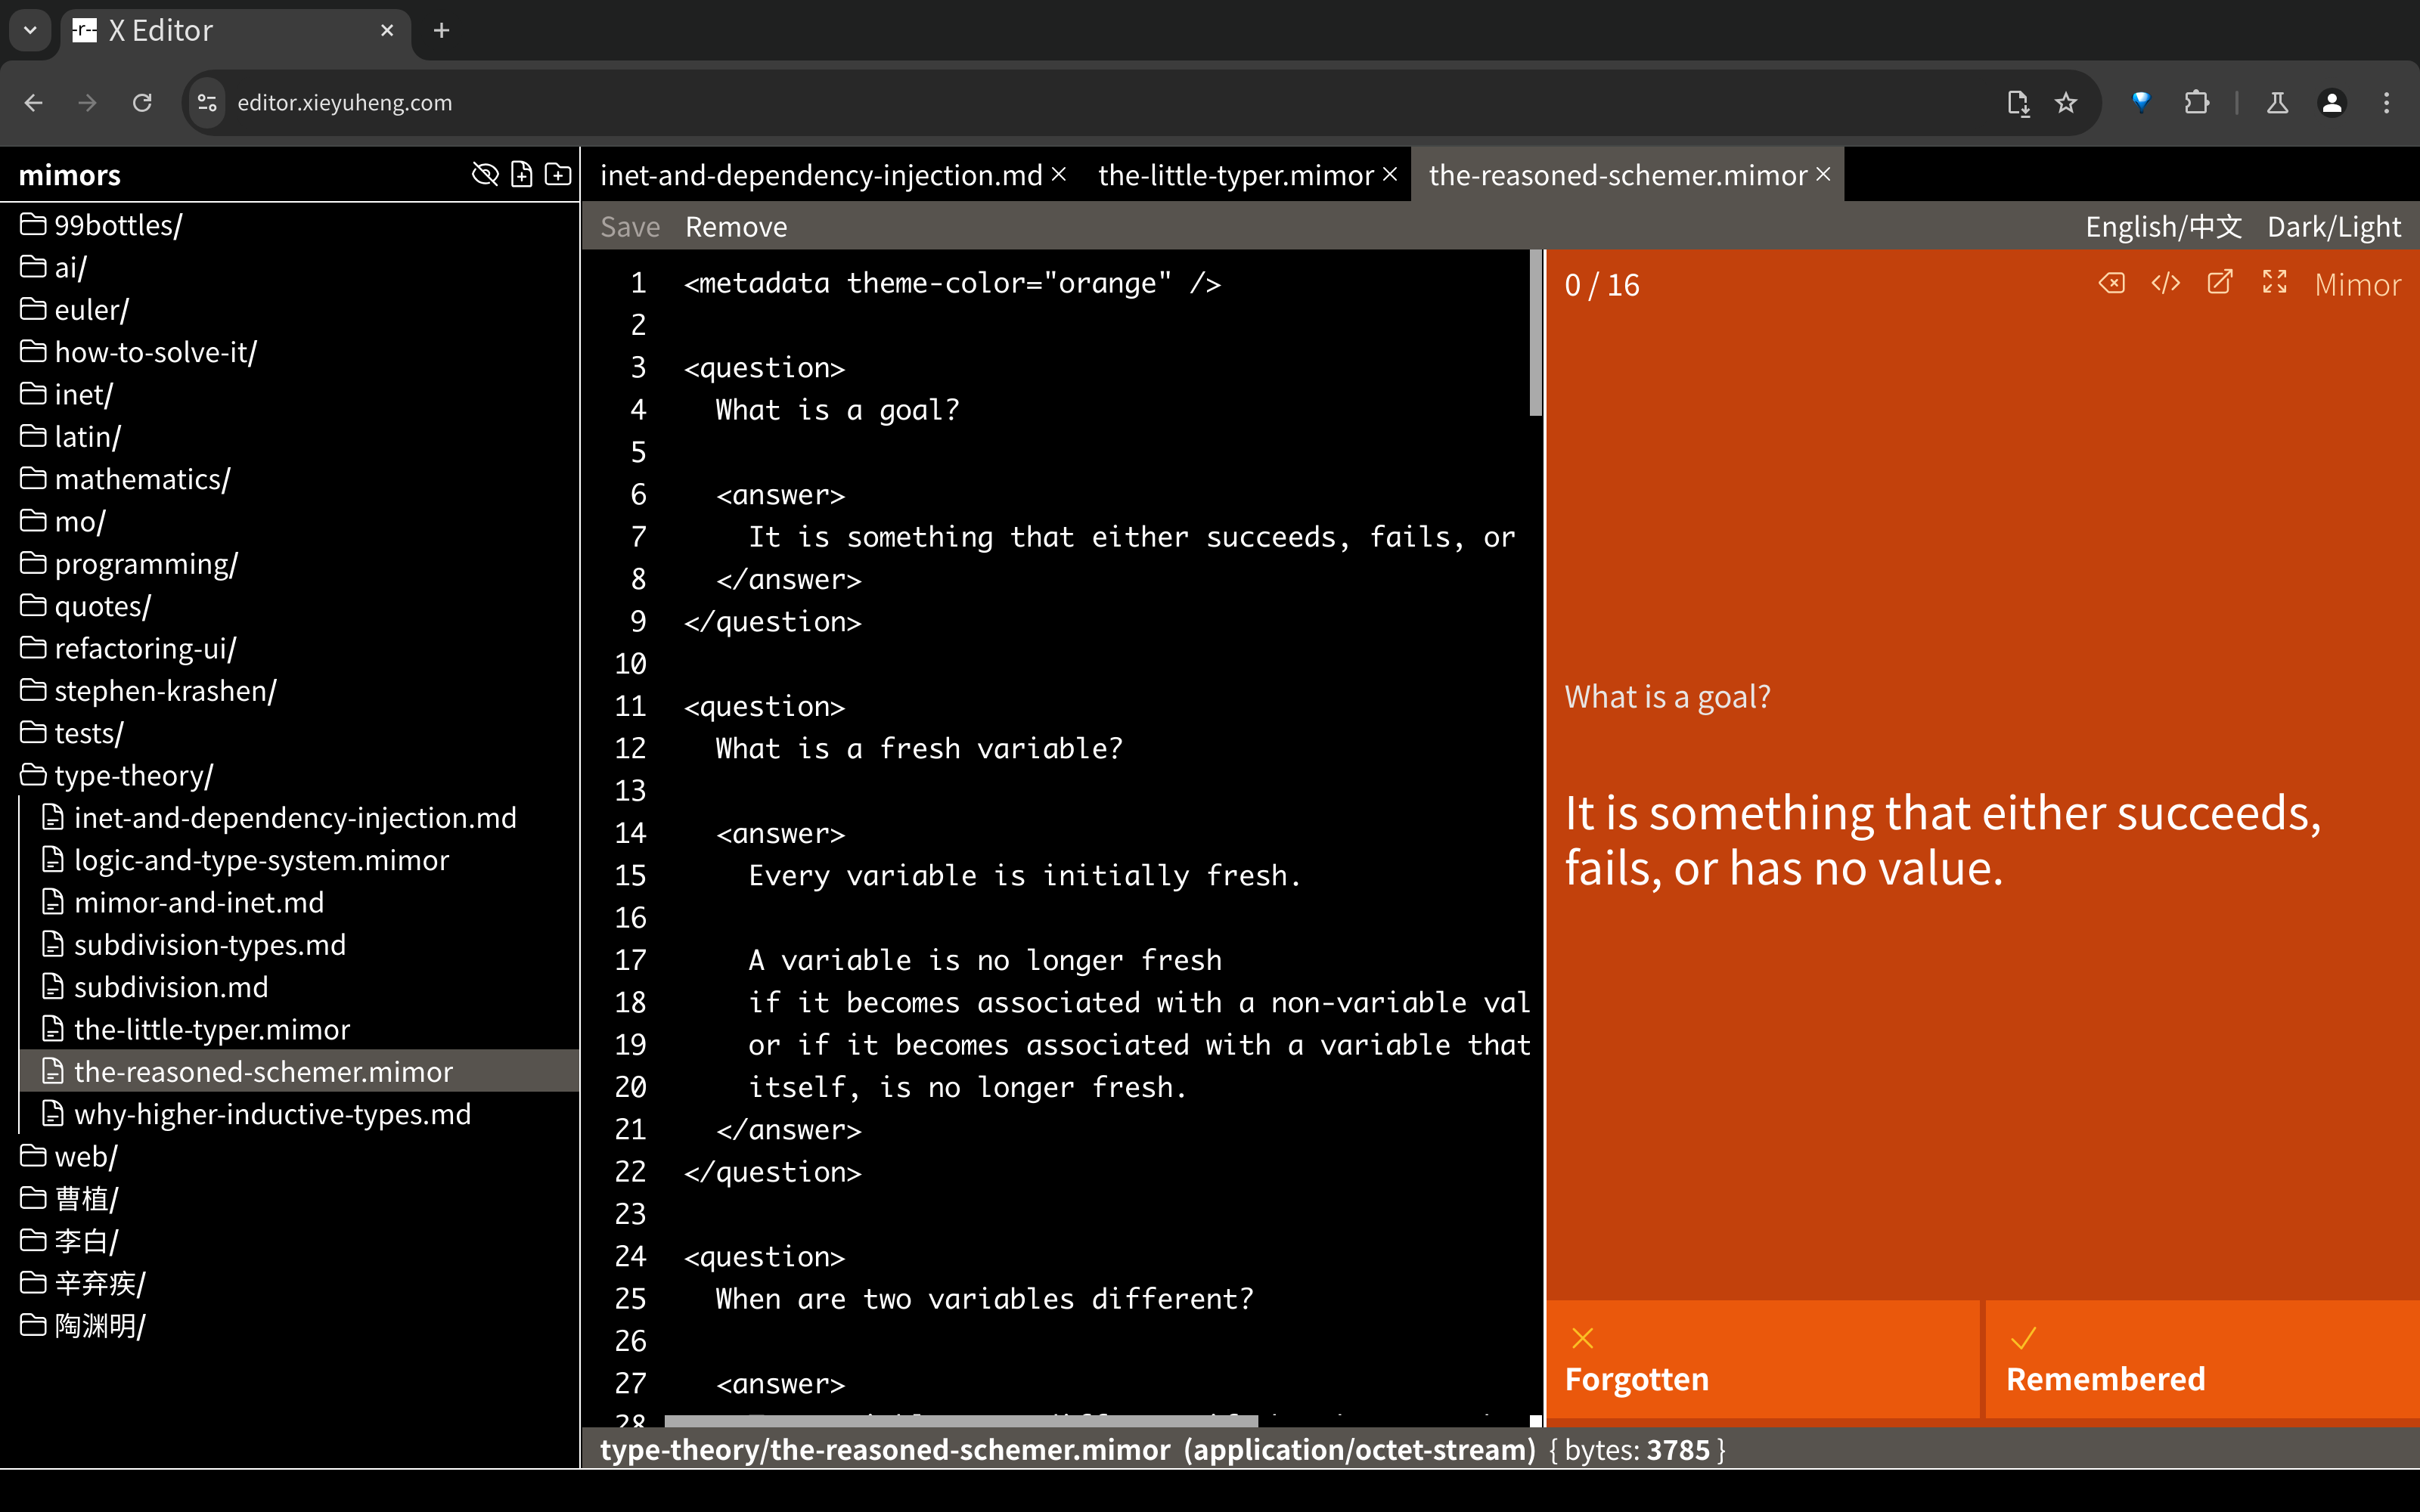 -r--
X Editor
editor.xieyuheng.com
mimors
99bottles/
ai/
euler/
how-to-solve-it/
inet/
latin/
mathematics/
mo/
programming/
quotes/
refactoring-ui/
stephen-krashen/
tests/
type-theory/
inet-and-dependency-injection.md
logic-and-type-system.mimor
mimor-and-inet.md
subdivision-types.md
subdivision.md
the-little-typer.mimor
the-reasoned-schemer.mimor
why-higher-inductive-types.md
web/
曹植/
李白/
辛弃疾/
陶渊明/
inet-and-dependency-injection.md the-little-typer.mimor the-reasoned-schemer.mimor
Save Remove English/中文 Dark/Light
1 <metadata theme-color="orange" />
2
3 <question>
4 What is a goal?
5
6 <answer>
7 It is something that either succeeds, fails, or
8 </answer>
9 </question>
10
11 <question>
12 What is a fresh variable?
13
14 <answer>
15 Every variable is initially fresh.
16
17 A variable is no longer fresh
18 if it becomes associated with a non-variable val
19 or if it becomes associated with a variable that
20 itself, is no longer fresh.
21 </answer>
22 </question>
23
24 <question>
25 When are two variables different?
26
27 <answer>
28
0 / 16 </> Mimor
What is a goal?
It is something that either succeeds,
fails, or has no value.
Forgotten
Remembered
type-theory/the-reasoned-schemer.mimor (application/octet-stream) { bytes: 3785 }